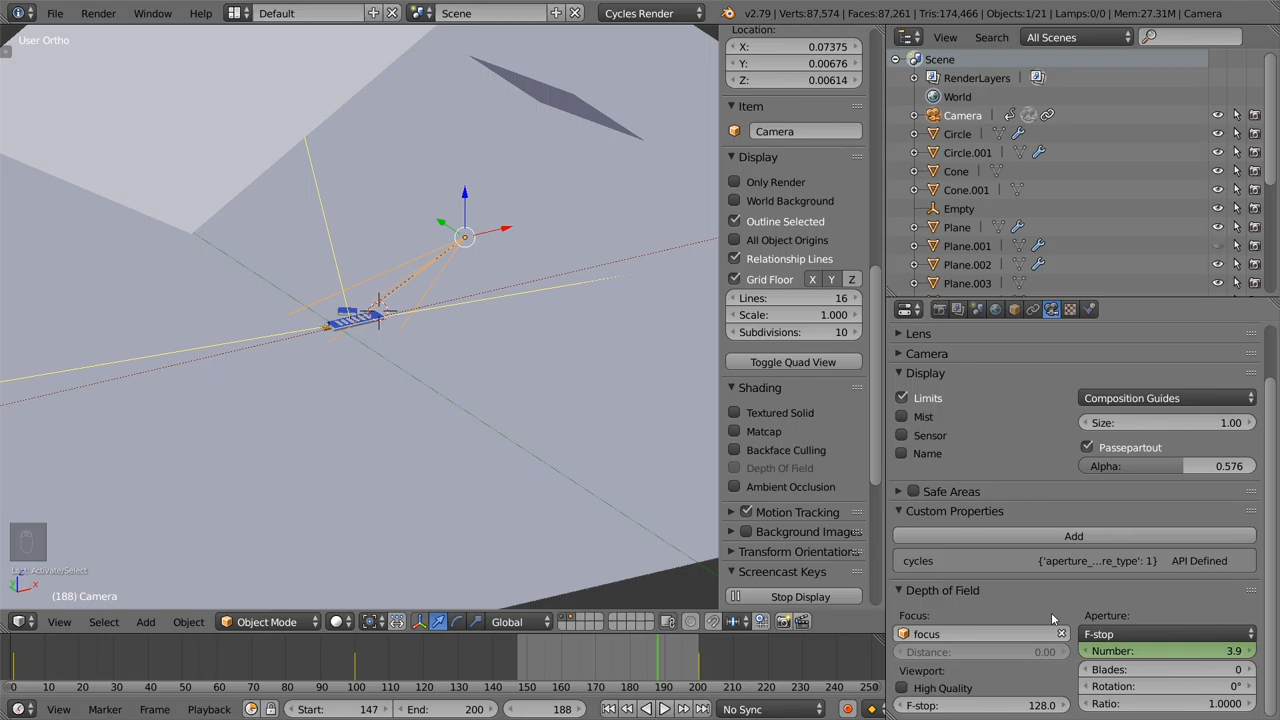 File Render Window Help Default Scene Cycles Render v2.79 | Verts:87,574 | Faces:87,261 | Tris:174,466 | Objects:1/21 | Lamps:0/0 | Mem:27.31M | Camera
User Ortho
Location:
X: 0.07375
Y: 0.00676
Z: 0.00614
Item
Camera
Display
Only Render
World Background
Outline Selected
All Object Origins
Relationship Lines
Grid Floor X Y Z
Lines: 16
Scale: 1.000
Subdivisions: 10
Toggle Quad View
Shading
Textured Solid
Matcap
Backface Culling
Depth Of Field
Ambient Occlusion
Motion Tracking
Background Images
Transform Orientations
Screencast Keys
Stop Display
View Search All Scenes
Scene
RenderLayers
World
Camera
Circle
Circle.001
Cone
Cone.001
Empty
Plane
Plane.001
Plane.002
Plane.003
Lens
Camera
Display
Limits
Mist
Sensor
Name
Composition Guides
Size: 1.00
Passepartout
Alpha: 0.576
Safe Areas
Custom Properties
Add
cycles {'aperture_...re_type': 1} API Defined
Depth of Field
Focus: Aperture:
focus F-stop
Distance: 0.00 Number: 3.9
Viewport: Blades: 0
High Quality Rotation: 0°
F-stop: 128.0 Ratio: 1.0000
Last: Activate/Select
z
x
(188) Camera
View Select Add Object Object Mode Global
0 10 20 30 40 50 60 70 80 90 100 110 120 130 140 150 160 170 180 190 200 210 220 230 240 250
View Marker Frame Playback Start: 147 End: 200 188 No Sync